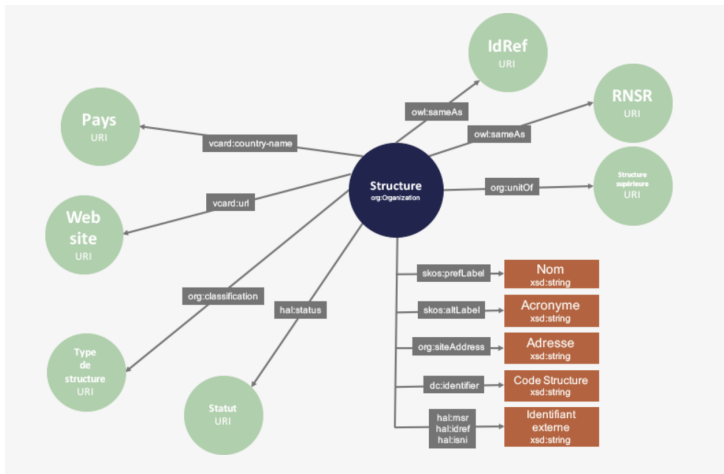 IdRef
URI
RNSR
URI
owl:sameAs
owl:sameAs
Pays
URI
vcard:country-name
Structure
org:Organization
org:unitOf
Structure
supérieure
URI
vcard:url
Web
site
URI
org:classification
hal:status
Type
de
structure
URI
Statut
URI
skos:prefLabel
Nom
xsd:string
skos:altLabel
Acronyme
xsd:string
org:siteAddress
Adresse
xsd:string
dc:identifier
Code Structure
xsd:string
hal:rnsr
hal:idref
hal:isni
Identifiant
externe
xsd:string